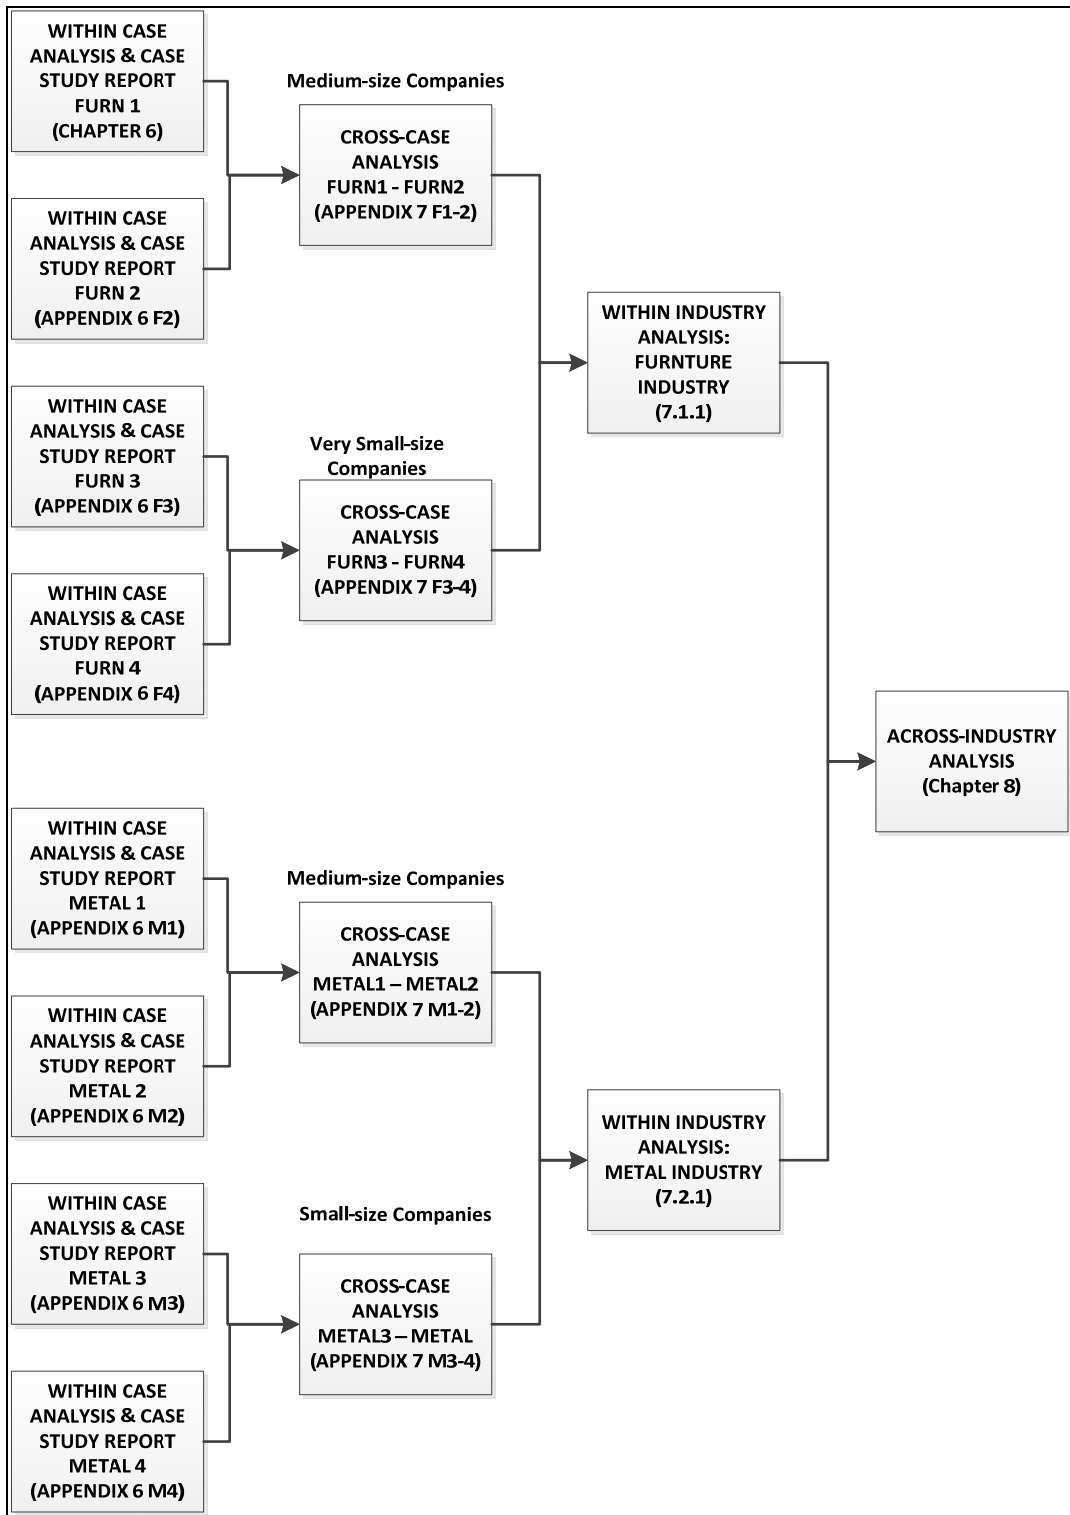 WITHIN CASE
ANALYSIS & CASE
STUDY REPORT
FURN 1
(CHAPTER 6)
WITHIN CASE
ANALYSIS & CASE
STUDY REPORT
FURN 2
(APPENDIX 6 F2)
WITHIN CASE
ANALYSIS & CASE
STUDY REPORT
FURN 3
(APPENDIX 6 F3)
WITHIN CASE
ANALYSIS & CASE
STUDY REPORT
FURN 4
(APPENDIX 6 F4)
WITHIN CASE
ANALYSIS & CASE
STUDY REPORT
METAL 1
(APPENDIX 6 M1)
WITHIN CASE
ANALYSIS & CASE
STUDY REPORT
METAL 2
(APPENDIX 6 M2)
WITHIN CASE
ANALYSIS & CASE
STUDY REPORT
METAL 3
(APPENDIX 6 M3)
WITHIN CASE
ANALYSIS & CASE
STUDY REPORT
METAL 4
(APPENDIX 6 M4)
Medium-size Companies
CROSS-CASE
ANALYSIS
FURN1 - FURN2
(APPENDIX 7 F1-2)
Very Small-size
Companies
CROSS-CASE
ANALYSIS
FURN3 - FURN4
(APPENDIX 7 F3-4)
Medium-size Companies
CROSS-CASE
ANALYSIS
METAL1 – METAL2
(APPENDIX 7 M1-2)
Small-size Companies
CROSS-CASE
ANALYSIS
METAL3 – METAL
(APPENDIX 7 M3-4)
WITHIN INDUSTRY
ANALYSIS:
FURNTURE
INDUSTRY
(7.1.1)
WITHIN INDUSTRY
ANALYSIS:
METAL INDUSTRY
(7.2.1)
ACROSS-INDUSTRY
ANALYSIS
(Chapter 8)